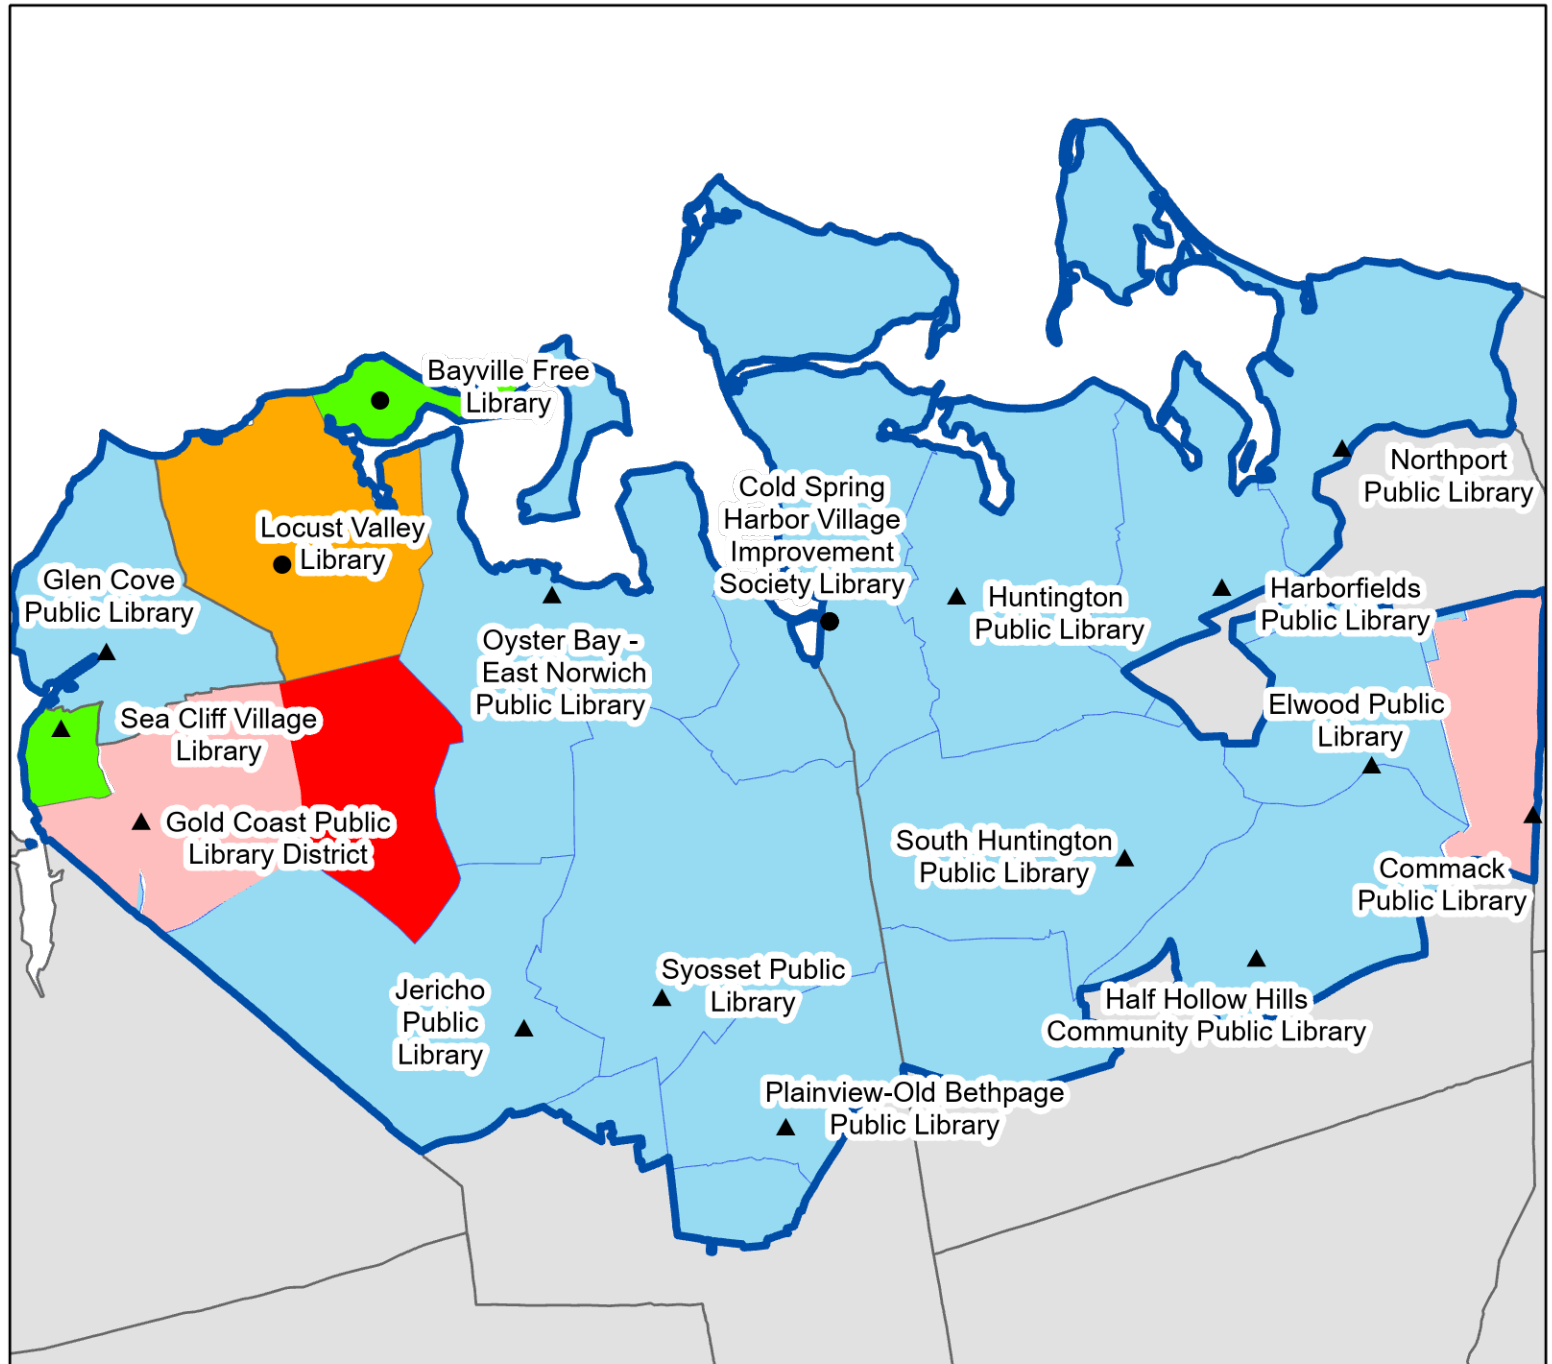 Bayville Free
Library
Northport
Public Library
Cold Spring
Harbor Village
Improvement
Society Library
Locust Valley
Library
Glen Cove
Public Library
Huntington
Public Library
Harborfields
Public Library
Oyster Bay -
East Norwich
Public Library
Sea Cliff Village
Library
Elwood Public
Library
Gold Coast Public
Library District
South Huntington
Public Library
Commack
Public Library
Syosset Public
Library
Jericho
Public
Library
Half Hollow Hills
Community Public Library
Plainview-Old Bethpage
Public Library